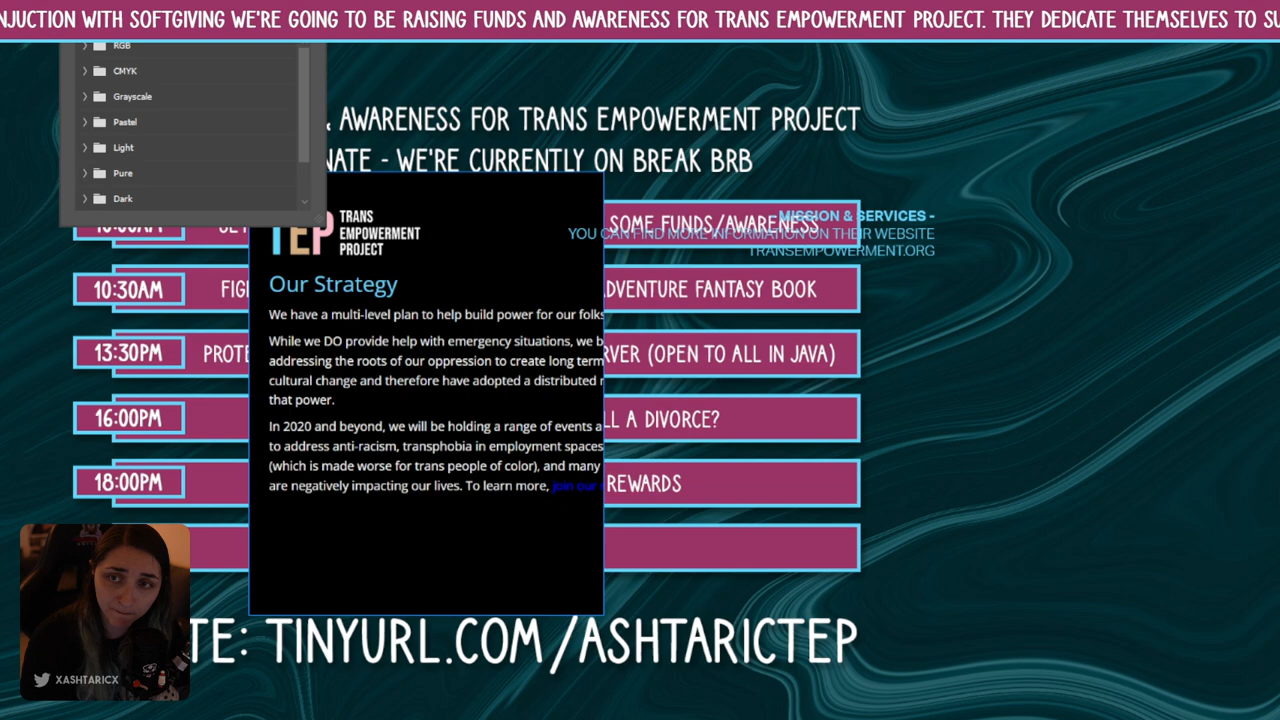 NJUCTION WITH SOFTGIVING WE'RE GOING TO BE RAISING FUNDS AND AWARENESS FOR TRANS EMPOWERMENT PROJECT. THEY DEDICATE THEMSELVES TO SU
RGB
CMYK
Grayscale
Pastel
Light
Pure
Dark
& AWARENESS FOR TRANS EMPOWERMENT PROJECT
NATE - WE'RE CURRENTLY ON BREAK BRB
TEP TRANS
EMPOWERMENT
PROJECT
MISSION & SERVICES -
YOU CAN FIND MORE INFORMATION ON THEIR WEBSITE
TRANSEMPOWERMENT.ORG
10:00AM SOME FUNDS/AWARENESS
10:30AM FIGH DVENTURE FANTASY BOOK
13:30PM PROTE RVER (OPEN TO ALL IN JAVA)
16:00PM LL A DIVORCE?
18:00PM REWARDS
Our Strategy
We have a multi-level plan to help build power for our folks
While we DO provide help with emergency situations, we b
addressing the roots of our oppression to create long term
cultural change and therefore have adopted a distributed
that power.
In 2020 and beyond, we will be holding a range of events a
to address anti-racism, transphobia in employment spaces
(which is made worse for trans people of color), and many
are negatively impacting our lives. To learn more, join our
TE: TINYURL.COM/ASHTARICTEP
XASHTARICX